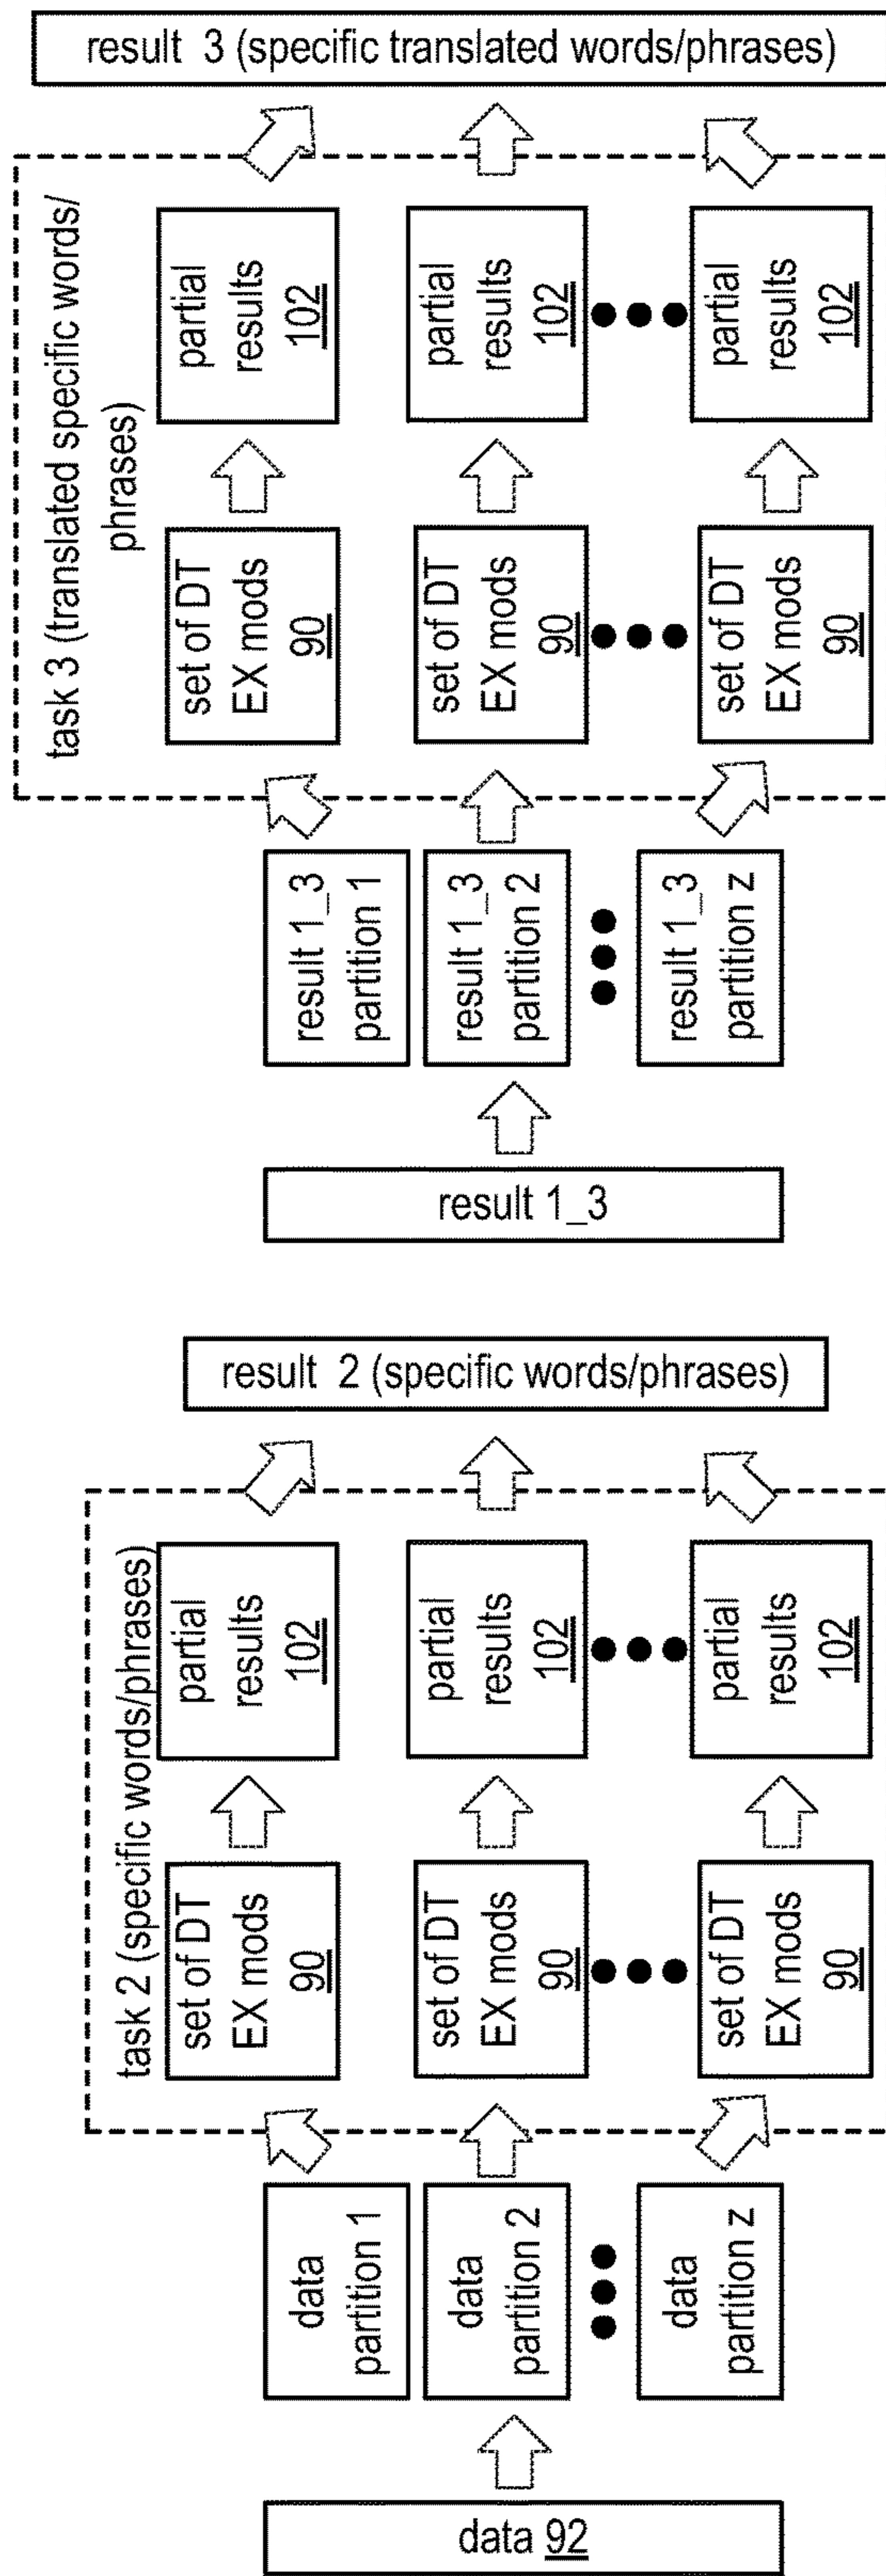 data 92
data
partition 1
data
partition 2
data
partition z
task 2 (specific words/phrases)
set of DT
EX mods
90
set of DT
EX mods
90
set of DT
EX mods
90
partial
results
102
partial
results
102
partial
results
102
result 2 (specific words/phrases)
result 1_3
result 1_3
partition 1
result 1_3
partition 2
result 1_3
partition z
task 3 (translated specific words/
phrases)
set of DT
EX mods
90
set of DT
EX mods
90
set of DT
EX mods
90
partial
results
102
partial
results
102
partial
results
102
result 3 (specific translated words/phrases)